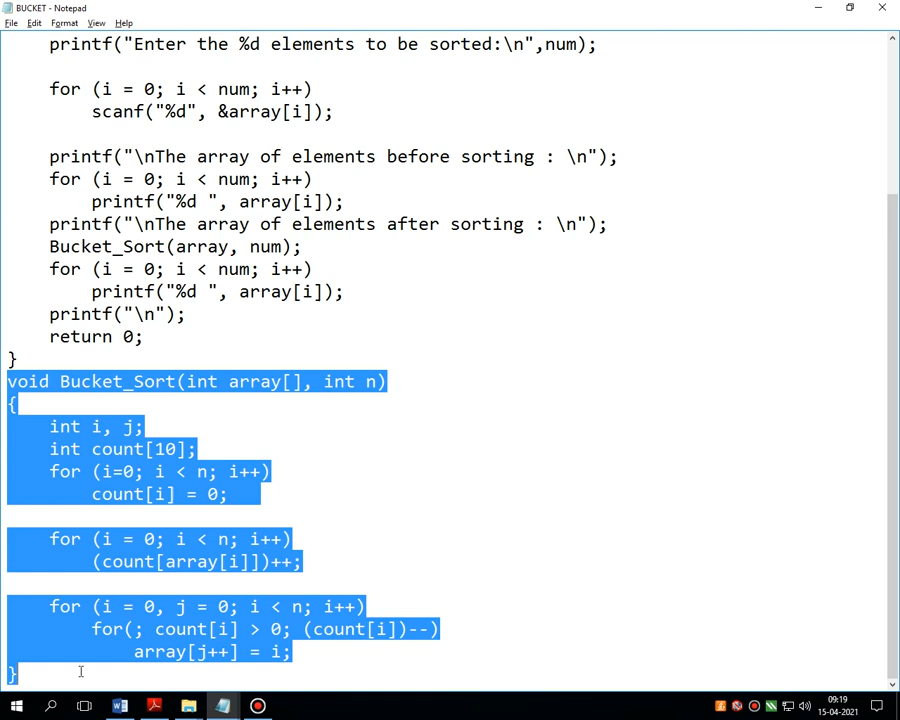 BUCKET - Notepad
File Edit Format View Help
printf("Enter the %d elements to be sorted:\n",num);
for (i = 0; i < num; i++)
scanf("%d", &array[i]);
printf("\nThe array of elements before sorting : \n");
for (i = 0; i < num; i++)
printf("%d ", array[i]);
printf("\nThe array of elements after sorting : \n");
Bucket_Sort(array, num);
for (i = 0; i < num; i++)
printf("%d ", array[i]);
printf("\n");
return 0;
}
void Bucket_Sort(int array[], int n)
{
int i, j;
int count[10];
for (i=0; i < n; i++)
count[i] = 0;
for (i = 0; i < n; i++)
(count[array[i]])++;
for (i = 0, j = 0; i < n; i++)
for(; count[i] > 0; (count[i])--)
array[j++] = i;
}
09:19
15-04-2021